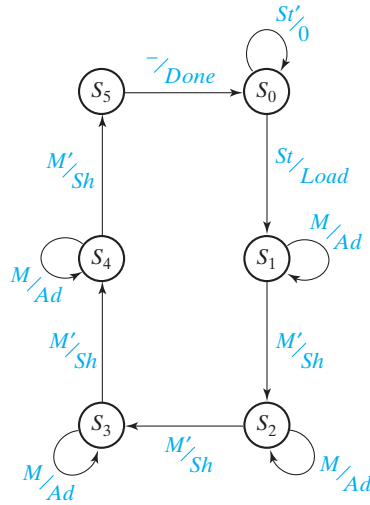 St'/0
–/Done
S5
S0
M'/Sh
St/Load
M/Ad
S4
S1
M/Ad
M'/Sh
M'/Sh
S3
M'/Sh
S2
M/Ad
M/Ad